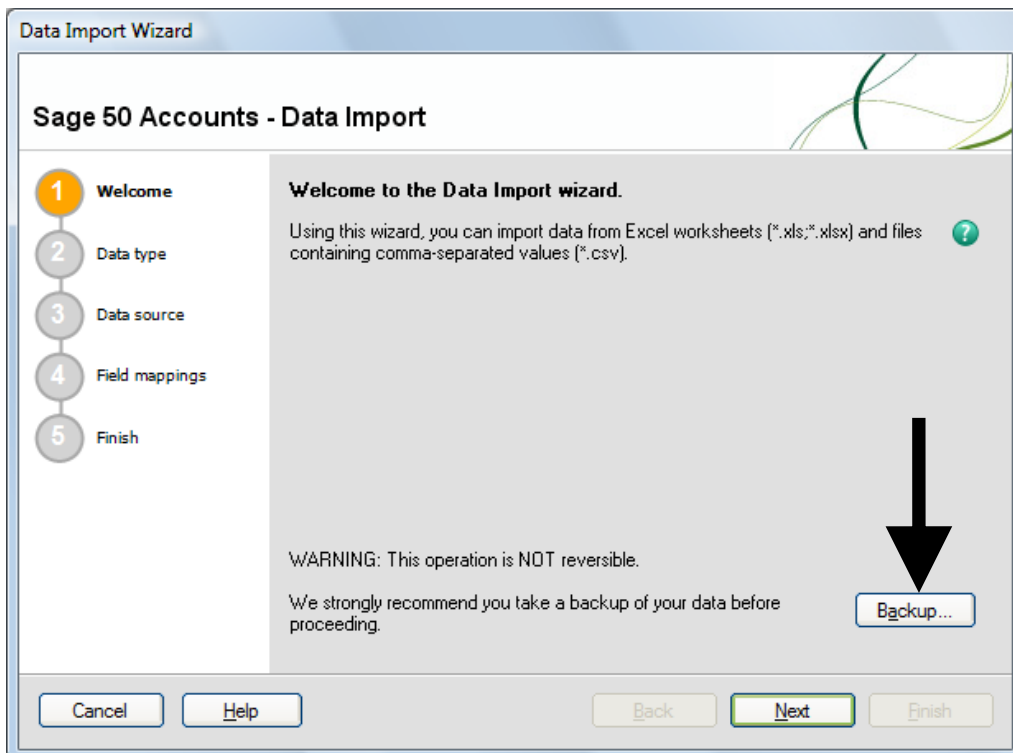 Data Import Wizard
Sage 50 Accounts - Data Import
1 Welcome
2 Data type
3 Data source
4 Field mappings
5 Finish
Welcome to the Data Import wizard.
Using this wizard, you can import data from Excel worksheets (*.xls;*.xlsx) and files
containing comma-separated values (*.csv).
?
WARNING: This operation is NOT reversible.
We strongly recommend you take a backup of your data before
proceeding.
Backup...
Cancel Help Back Next Finish